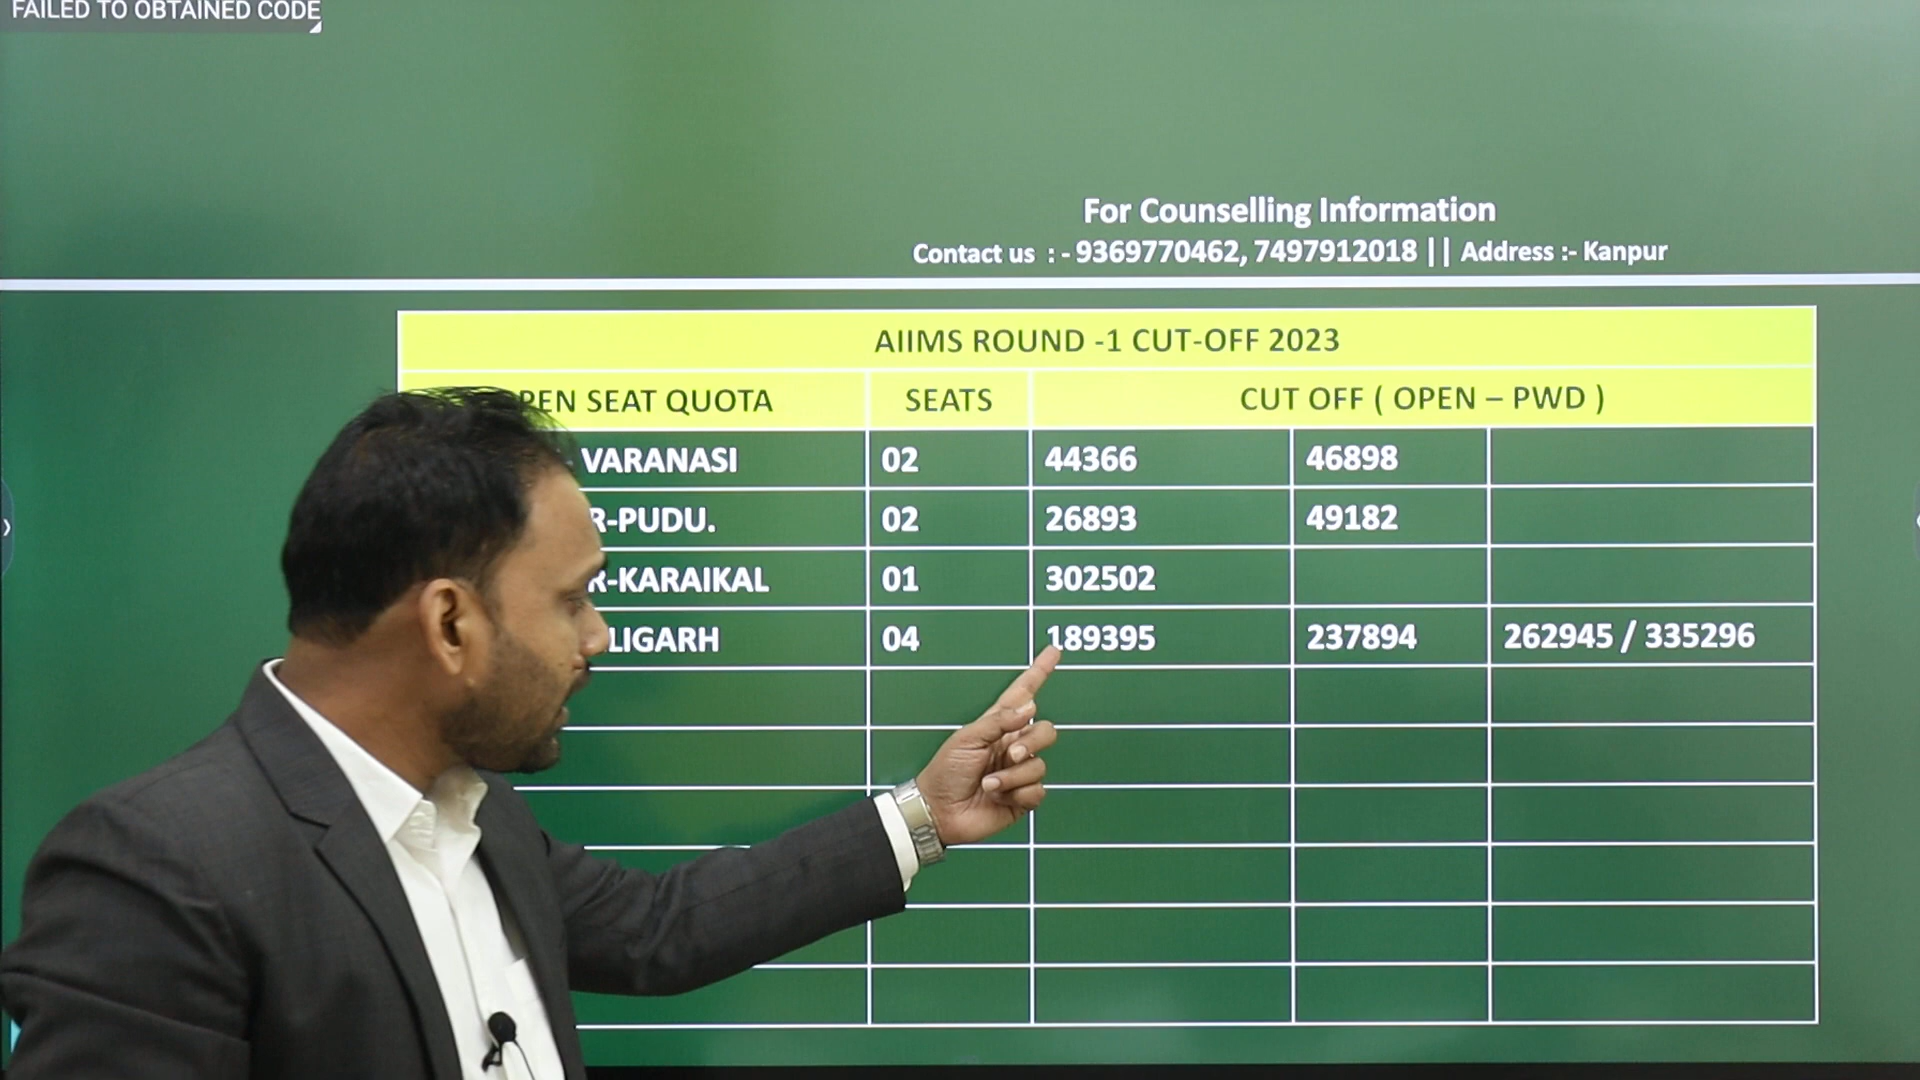 FAILED TO OBTAINED CODE
For Counselling Information
Contact us : - 9369770462, 7497912018 || Address :- Kanpur
AIIMS ROUND -1 CUT-OFF 2023
SEAT QUOTA SEATS CUT OFF ( OPEN – PWD )
VARANASI 02 44366 46898
R-PUDU. 02 26893 49182
R-KARAIKAL 01 302502
LIGARH 04 189395 237894 262945 / 335296